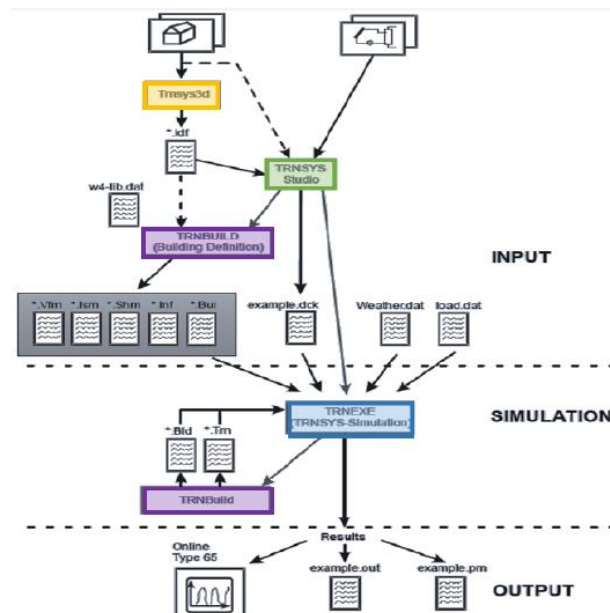 Trnsys3d
*.idf
TRNSYS
Studio
w4-lib.dat
TRNBUILD
(Building Definition)
INPUT
*.Vfm *.Ism *.Shm *.Inf *.Bui
example.dck
Weather.dat
load.dat
TRNEXE
(TRNSYS-Simulation)
SIMULATION
*.Bld
*.Trn
TRNBuild
Results
Online
Type 65
example.out
example.pm
OUTPUT